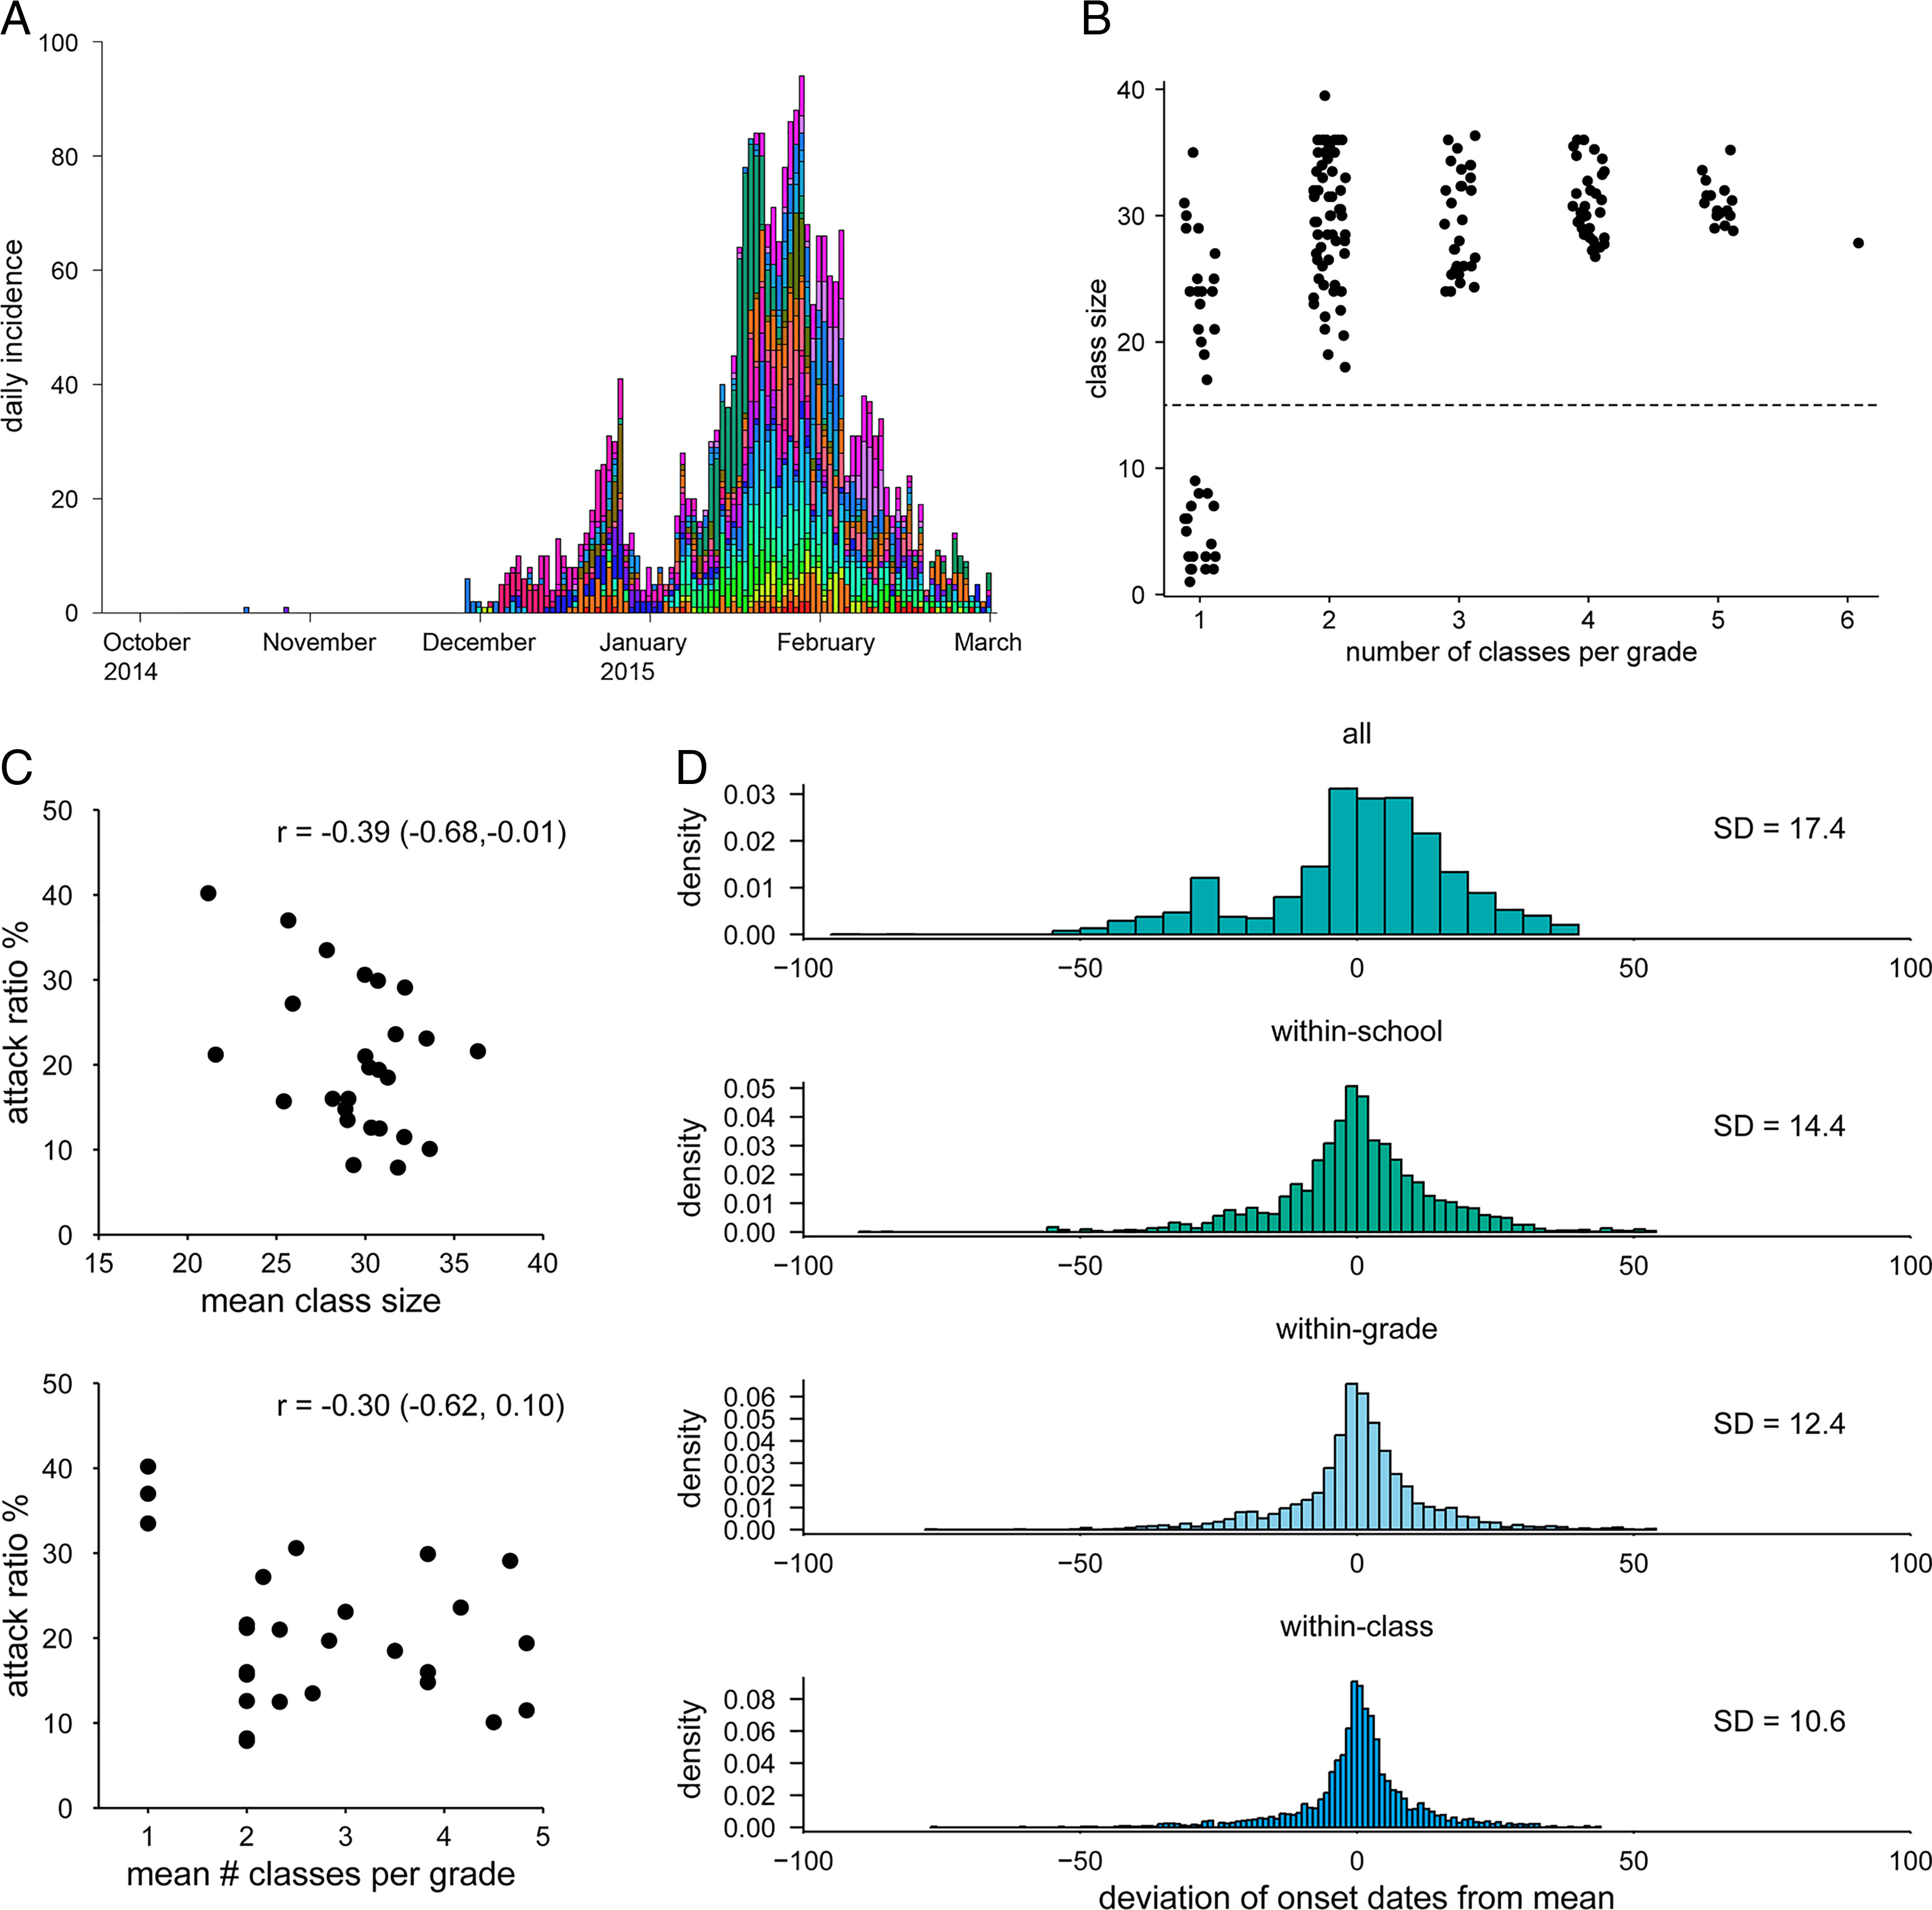 A
100
80
60
40
20
0
daily incidence
October November December January February March
2014 2015
B
40
30
20
10
0
class size
1 2 3 4 5 6
number of classes per grade
C
50
40
30
20
10
0
attack ratio %
r = -0.39 (-0.68,-0.01)
15 20 25 30 35 40
mean class size
50
40
30
20
10
0
attack ratio %
r = -0.30 (-0.62, 0.10)
1 2 3 4 5
mean # classes per grade
D
all
0.03
0.02
0.01
0.00
density
SD = 17.4
−100 −50 0 50 100
within-school
0.05
0.04
0.03
0.02
0.01
0.00
density
SD = 14.4
−100 −50 0 50 100
within-grade
0.06
0.05
0.04
0.03
0.02
0.01
0.00
density
SD = 12.4
−100 −50 0 50 100
within-class
0.08
0.06
0.04
0.02
0.00
density
SD = 10.6
−100 −50 0 50 100
deviation of onset dates from mean